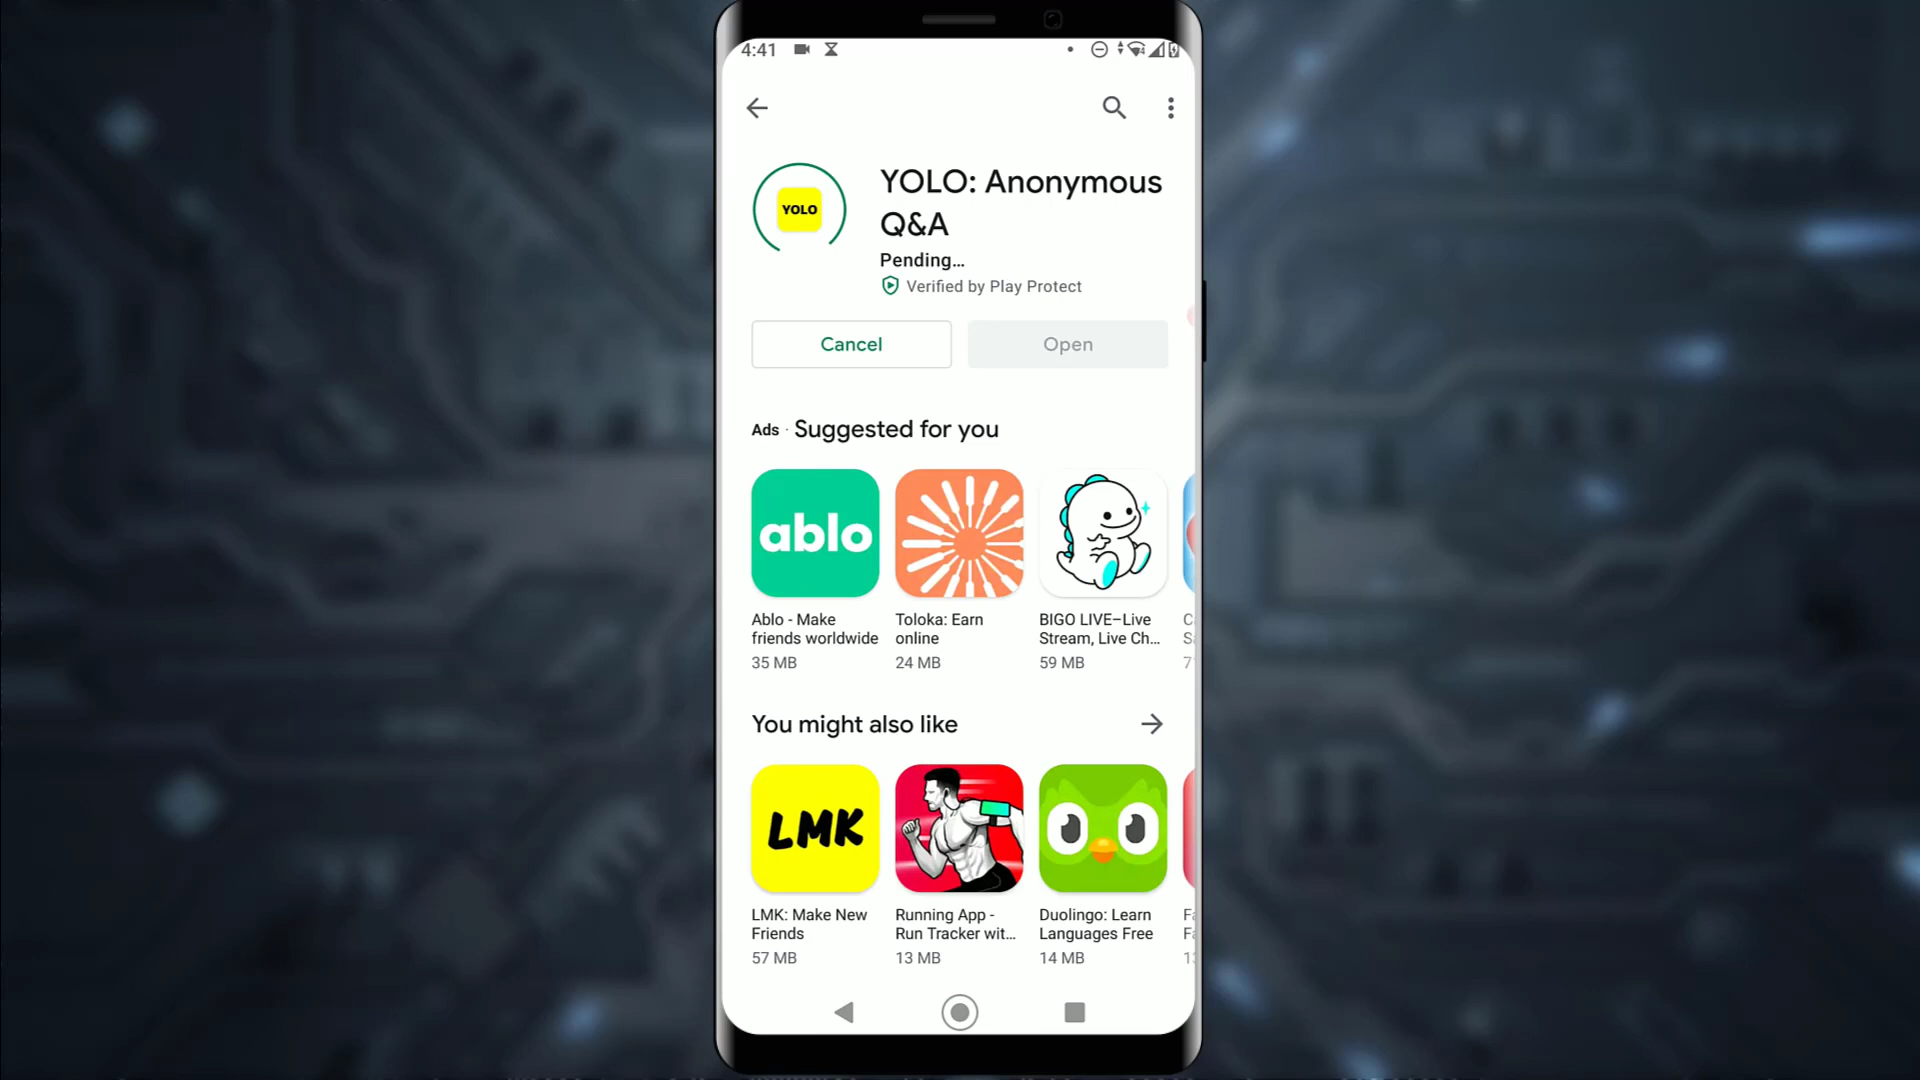 4:41
YOLO
YOLO: Anonymous
Q&A
Pending...
Verified by Play Protect
Cancel
Open
Ads · Suggested for you
ablo
Ablo - Make
friends worldwide
35 MB
Toloka: Earn
online
24 MB
BIGO LIVE–Live
Stream, Live Ch...
59 MB
You might also like
LMK
LMK: Make New
Friends
57 MB
Running App -
Run Tracker wit...
13 MB
Duolingo: Learn
Languages Free
14 MB